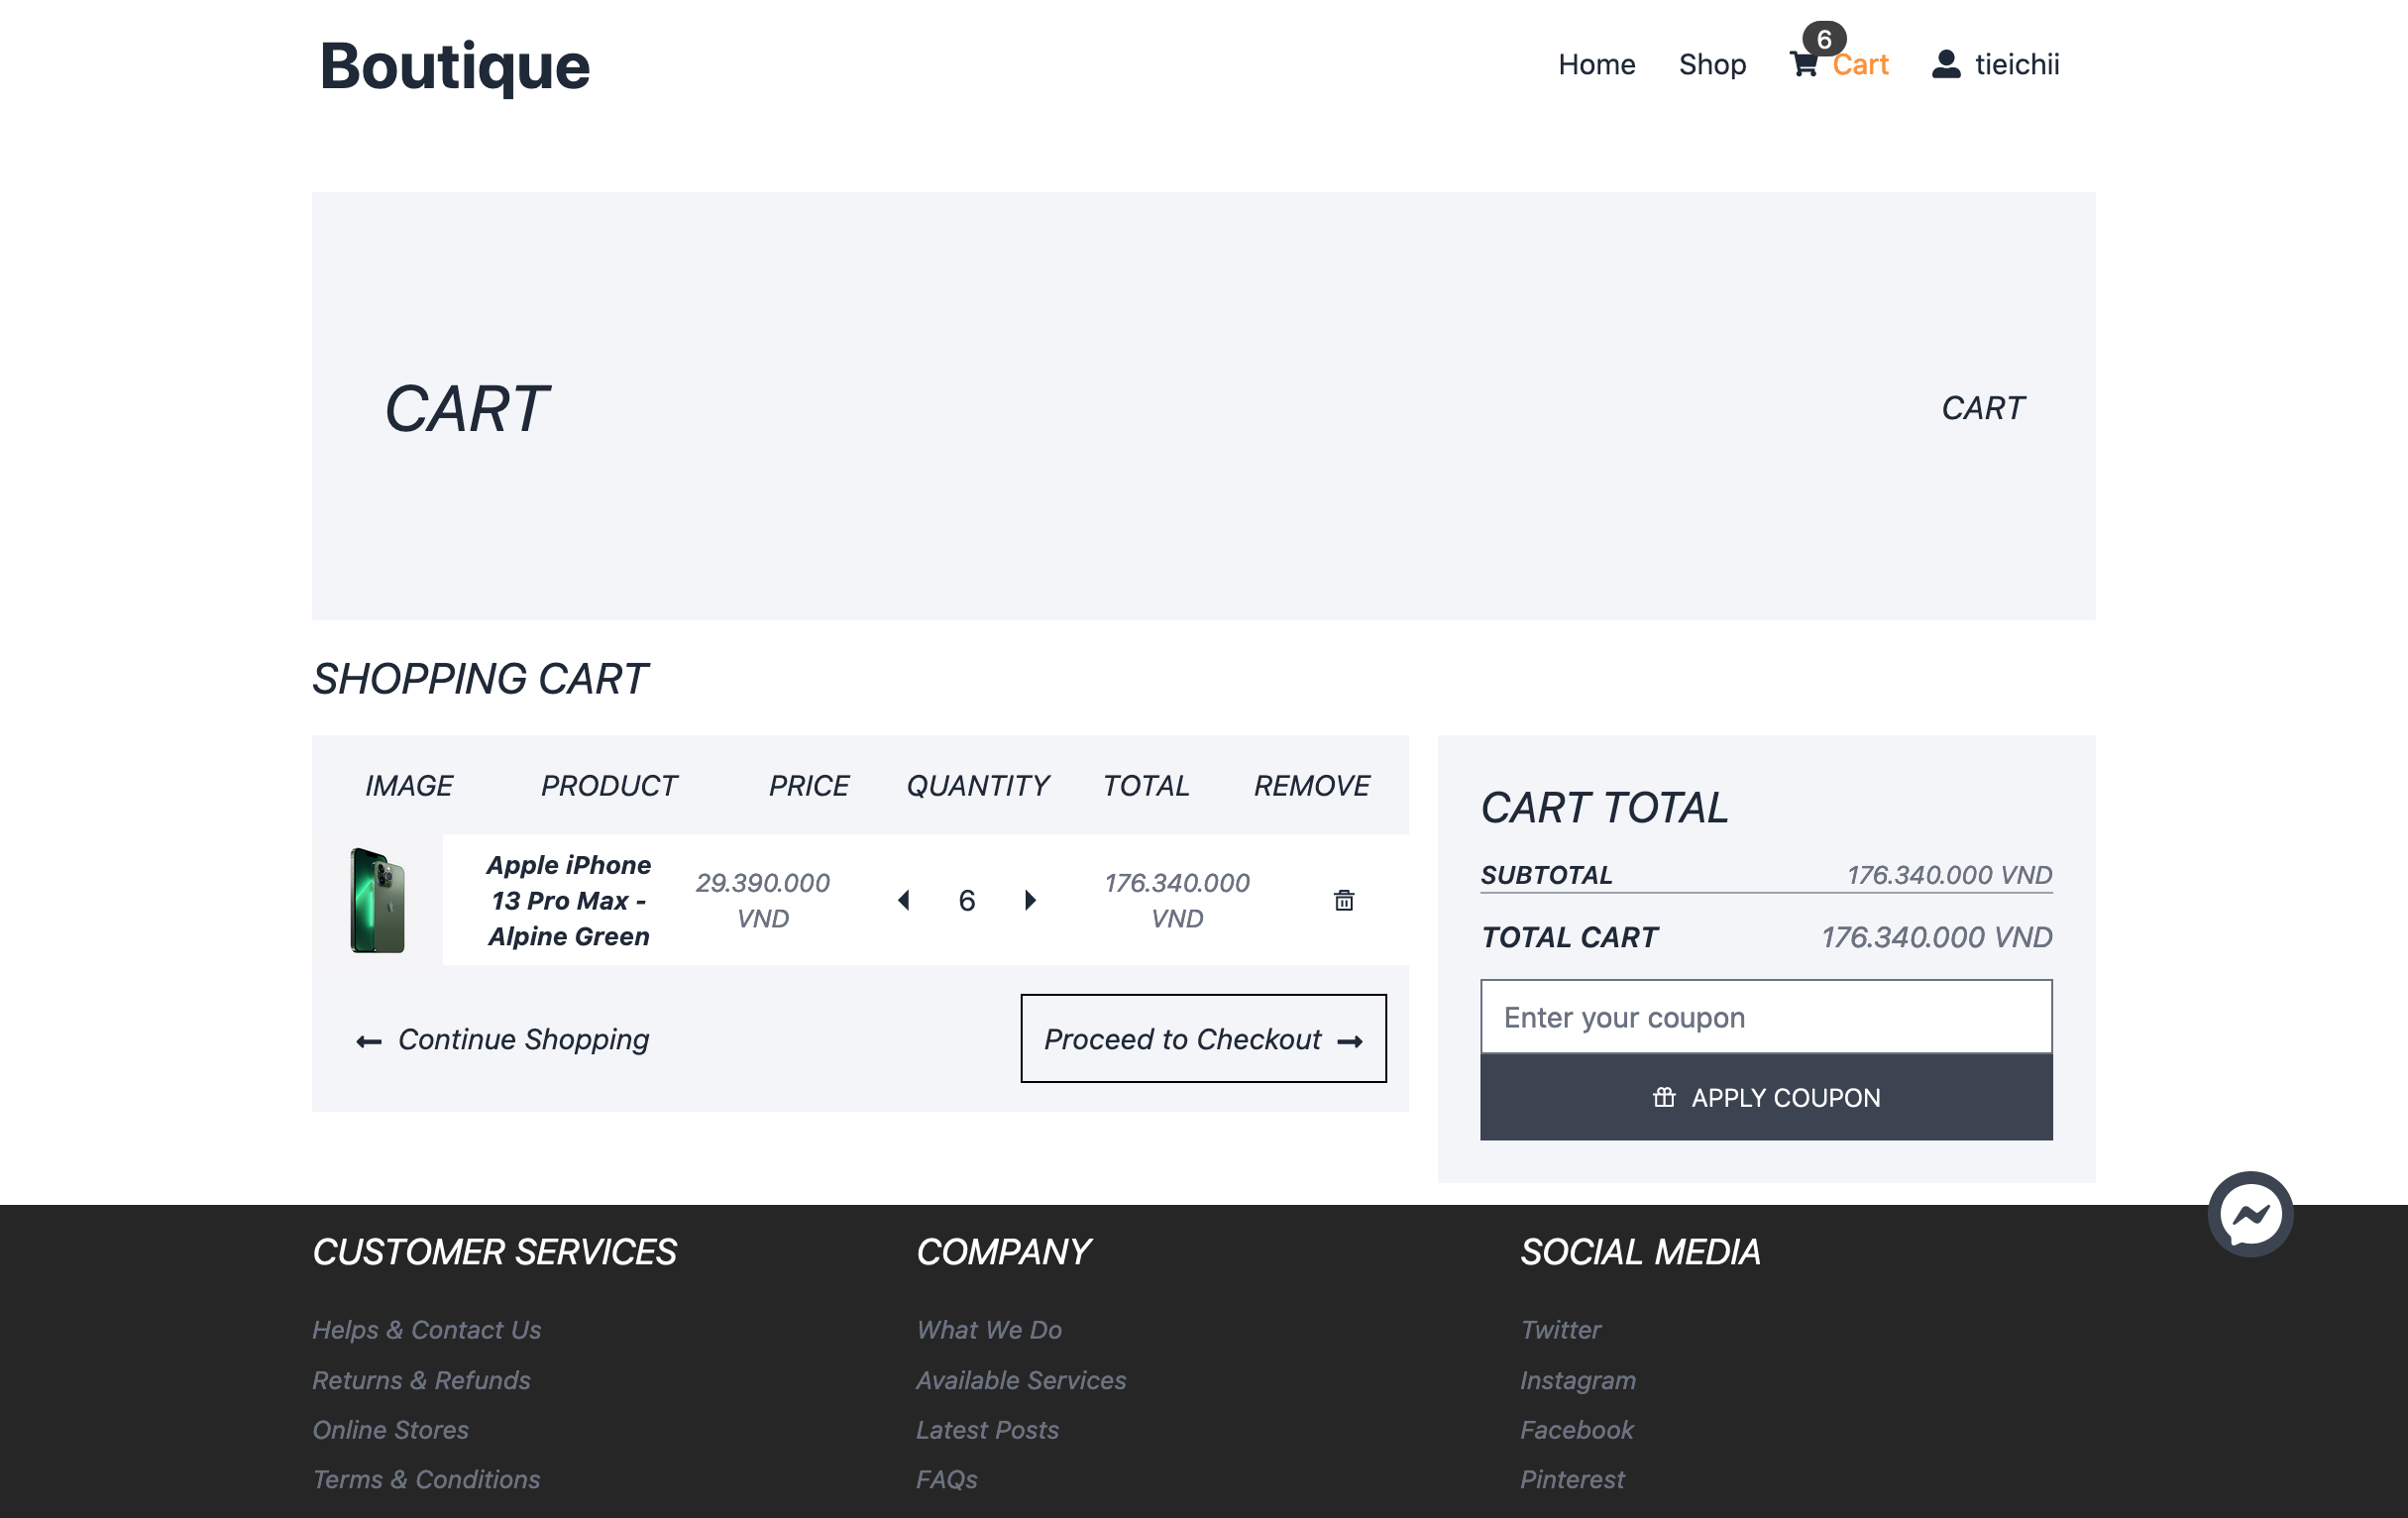 Boutique
Home Shop 6 Cart tieichii
CART
CART
SHOPPING CART
IMAGE PRODUCT PRICE QUANTITY TOTAL REMOVE
Apple iPhone
13 Pro Max -
Alpine Green
29.390.000
VND
6
176.340.000
VND
Continue Shopping
Proceed to Checkout
CART TOTAL
SUBTOTAL 176.340.000 VND
TOTAL CART 176.340.000 VND
Enter your coupon
APPLY COUPON
CUSTOMER SERVICES
Helps & Contact Us
Returns & Refunds
Online Stores
Terms & Conditions
COMPANY
What We Do
Available Services
Latest Posts
FAQs
SOCIAL MEDIA
Twitter
Instagram
Facebook
Pinterest